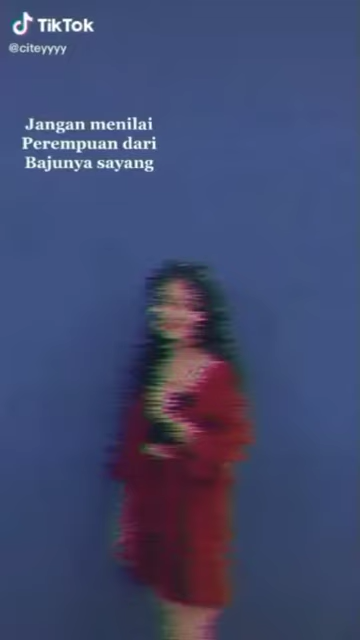 TikTok
@citeyyyy
Jangan menilai
Perempuan dari
Bajunya sayang